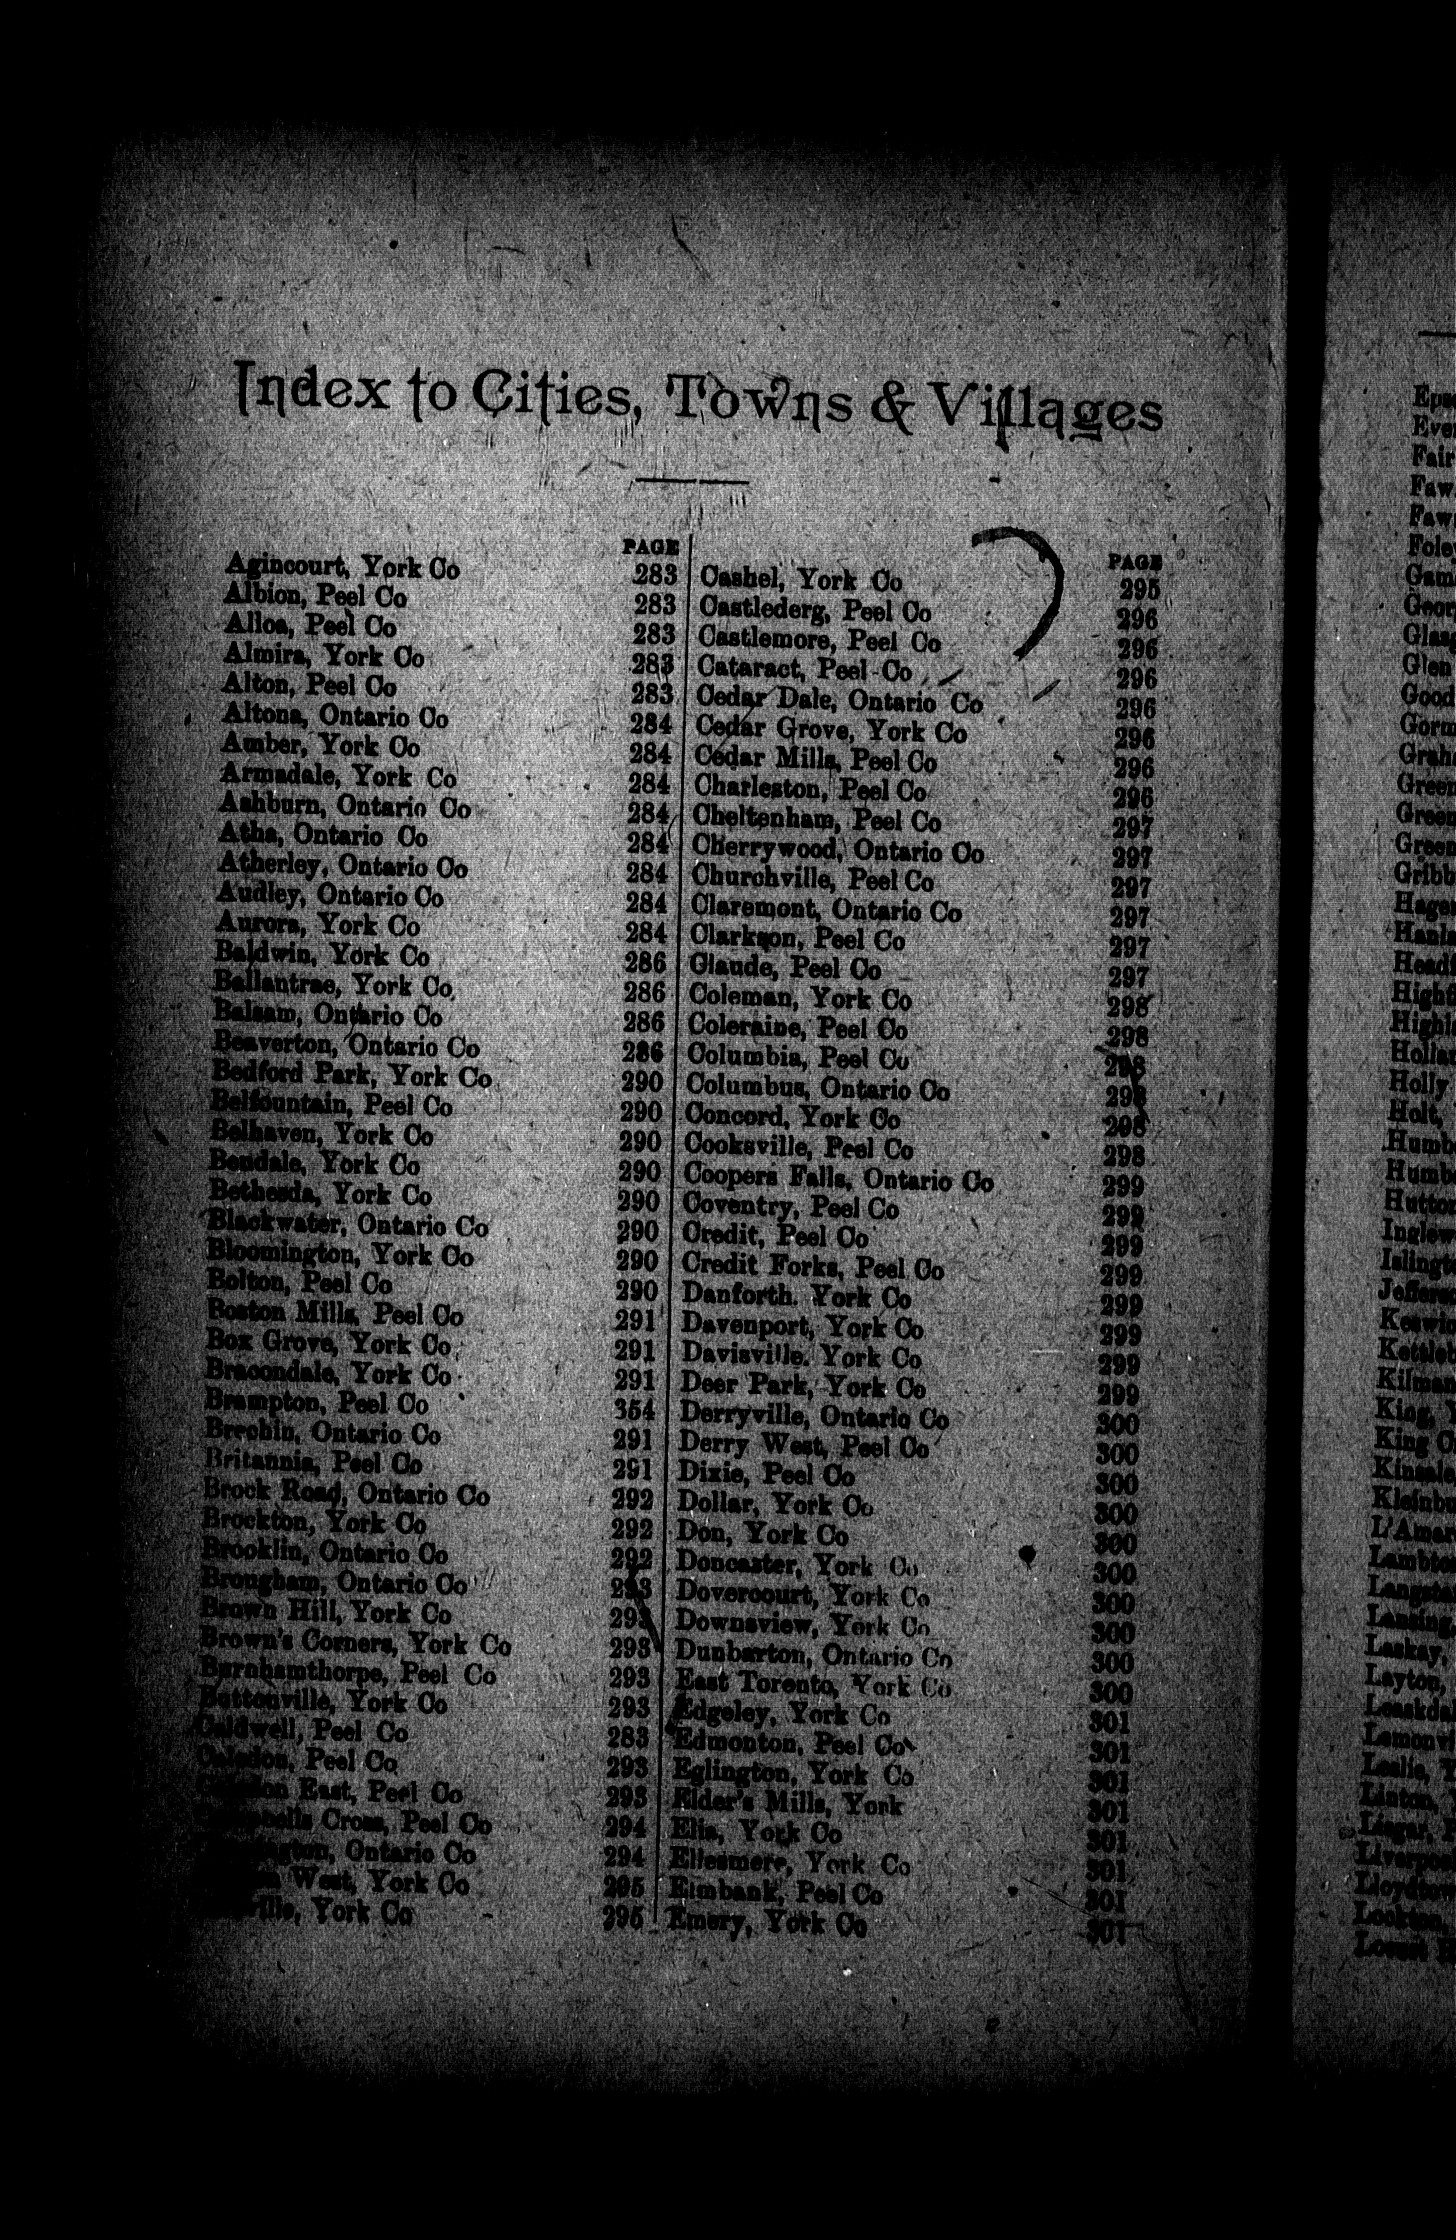 Index to Cities, Towns & Villages
PAGE
Agincourt, York Co 283
Albion, Peel Co 283
Alloa, Peel Co 283
Almira, York Co 283
Alton, Peel Co 283
Altona, Ontario Co 284
Amber, York Co 284
Armadale, York Co 284
Ashburn, Ontario Co 284
Atha, Ontario Co 284
Atherley, Ontario Co 284
Audley, Ontario Co 284
Aurora, York Co 284
Baldwin, York Co 286
Ballantrae, York Co. 286
Balsam, Ontario Co 286
Beaverton, Ontario Co 286
Bedford Park, York Co 290
Belfountain, Peel Co 290
Belhaven, York Co 290
Bendale, York Co 290
Bethesda, York Co 290
Blackwater, Ontario Co 290
Bloomington, York Co 290
Bolton, Peel Co 290
Boston Mills, Peel Co 291
Box Grove, York Co 291
Bracondale, York Co 291
Brampton, Peel Co 354
Brechin, Ontario Co 291
Britannia, Peel Co 291
Brock Road, Ontario Co 292
Brockton, York Co 292
Brooklin, Ontario Co 292
Brougham, Ontario Co 293
Brown Hill, York Co 293
Brown's Corners, York Co 293
Burnhamthorpe, Peel Co 293
Buttonville, York Co 293
Caldwell, Peel Co 283
Caledon, Peel Co 293
Caledon East, Peel Co 293
Campbells Cross, Peel Co 294
Cannington, Ontario Co 294
West, York Co 295
York Co 295
PAGE
Cashel, York Co 295
Castlederg, Peel Co 296
Castlemore, Peel Co 296
Cataract, Peel Co 296
Cedar Dale, Ontario Co 296
Cedar Grove, York Co 296
Cedar Mills, Peel Co 296
Charleston, Peel Co 296
Cheltenham, Peel Co 297
Cherrywood, Ontario Co 297
Churchville, Peel Co 297
Claremont, Ontario Co 297
Clarkson, Peel Co 297
Claude, Peel Co 297
Coleman, York Co 298
Coleraine, Peel Co 298
Columbia, Peel Co 298
Columbus, Ontario Co 298
Concord, York Co 298
Cooksville, Peel Co 298
Coopers Falls, Ontario Co 299
Coventry, Peel Co 299
Credit, Peel Co 299
Credit Forks, Peel Co 299
Danforth. York Co 299
Davenport, York Co 299
Davisville. York Co 299
Deer Park, York Co 299
Derryville, Ontario Co 300
Derry West, Peel Co 300
Dixie, Peel Co 300
Dollar, York Co 300
Don, York Co 300
Doncaster, York Co 300
Dovercourt, York Co 300
Downsview, York Co 300
Dunbarton, Ontario Co 300
East Toronto, York Co 300
Edgeley, York Co 301
Edmonton, Peel Co 301
Eglington, York Co 301
Elder's Mills, York 301
Elia, York Co 301
Ellesmere, York Co 301
Elmbank, Peel Co 301
Emery, York Co 301